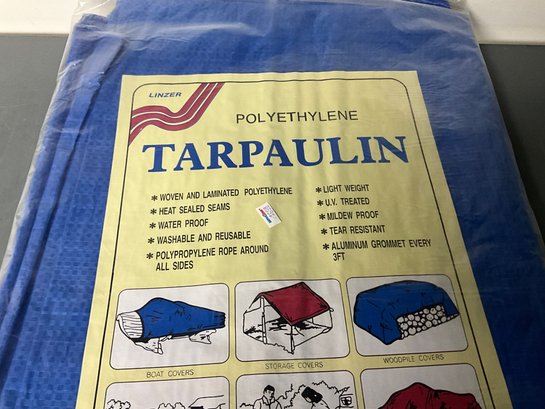 LINZER
POLYETHYLENE
TARPAULIN
* WOVEN AND LAMINATED POLYETHYLENE
* HEAT SEALED SEAMS
* WATER PROOF
* WASHABLE AND REUSABLE
* POLYPROPYLENE ROPE AROUND
ALL SIDES
* LIGHT WEIGHT
* U.V. TREATED
* MILDEW PROOF
* TEAR RESISTANT
* ALUMINUM GROMMET EVERY
3FT
BOAT COVERS
STORAGE COVERS
WOODPILE COVERS